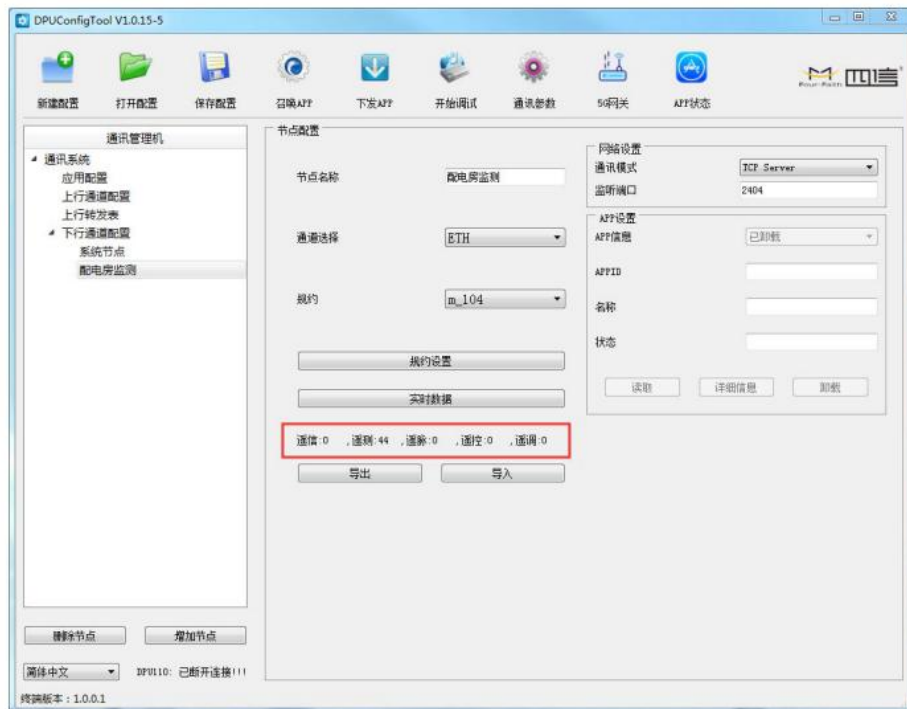 DPUConfigTool V1.0.15-5
新建配置 打开配置 保存配置 召唤APP 下发APP 开始调试 通讯参数 5G网关 APP状态
Four-Faith 四信
通讯管理机
通讯系统
应用配置
上行通道配置
上行转发表
下行通道配置
系统节点
配电房监测
节点配置
节点名称 配电房监测
通道选择 ETH
规约 m_104
规约设置
实时数据
遥信:0 ,遥测:44 ,遥脉:0 ,遥控:0 ,遥调:0
导出 导入
网络设置
通讯模式 TCP Server
监听端口 2404
APP设置
APP信息 已卸载
APPID
名称
状态
读取 详细信息 卸载
删除节点 增加节点
简体中文 DPU110: 已断开连接!!!
终端版本：1.0.0.1